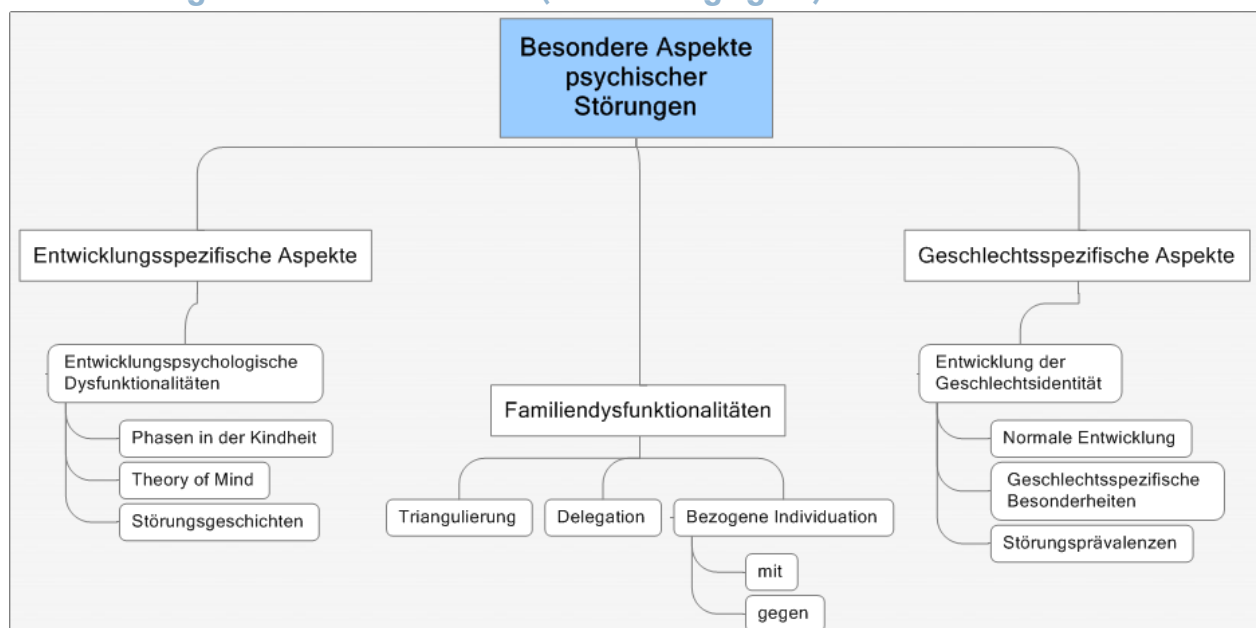 Besondere Aspekte
psychischer
Störungen
Entwicklungsspezifische Aspekte
Geschlechtsspezifische Aspekte
Entwicklungspsychologische
Dysfunktionalitäten
Phasen in der Kindheit
Theory of Mind
Störungsgeschichten
Familiendysfunktionalitäten
Triangulierung
Delegation
Bezogene Individuation
mit
gegen
Entwicklung der
Geschlechtsidentität
Normale Entwicklung
Geschlechtsspezifische
Besonderheiten
Störungsprävalenzen